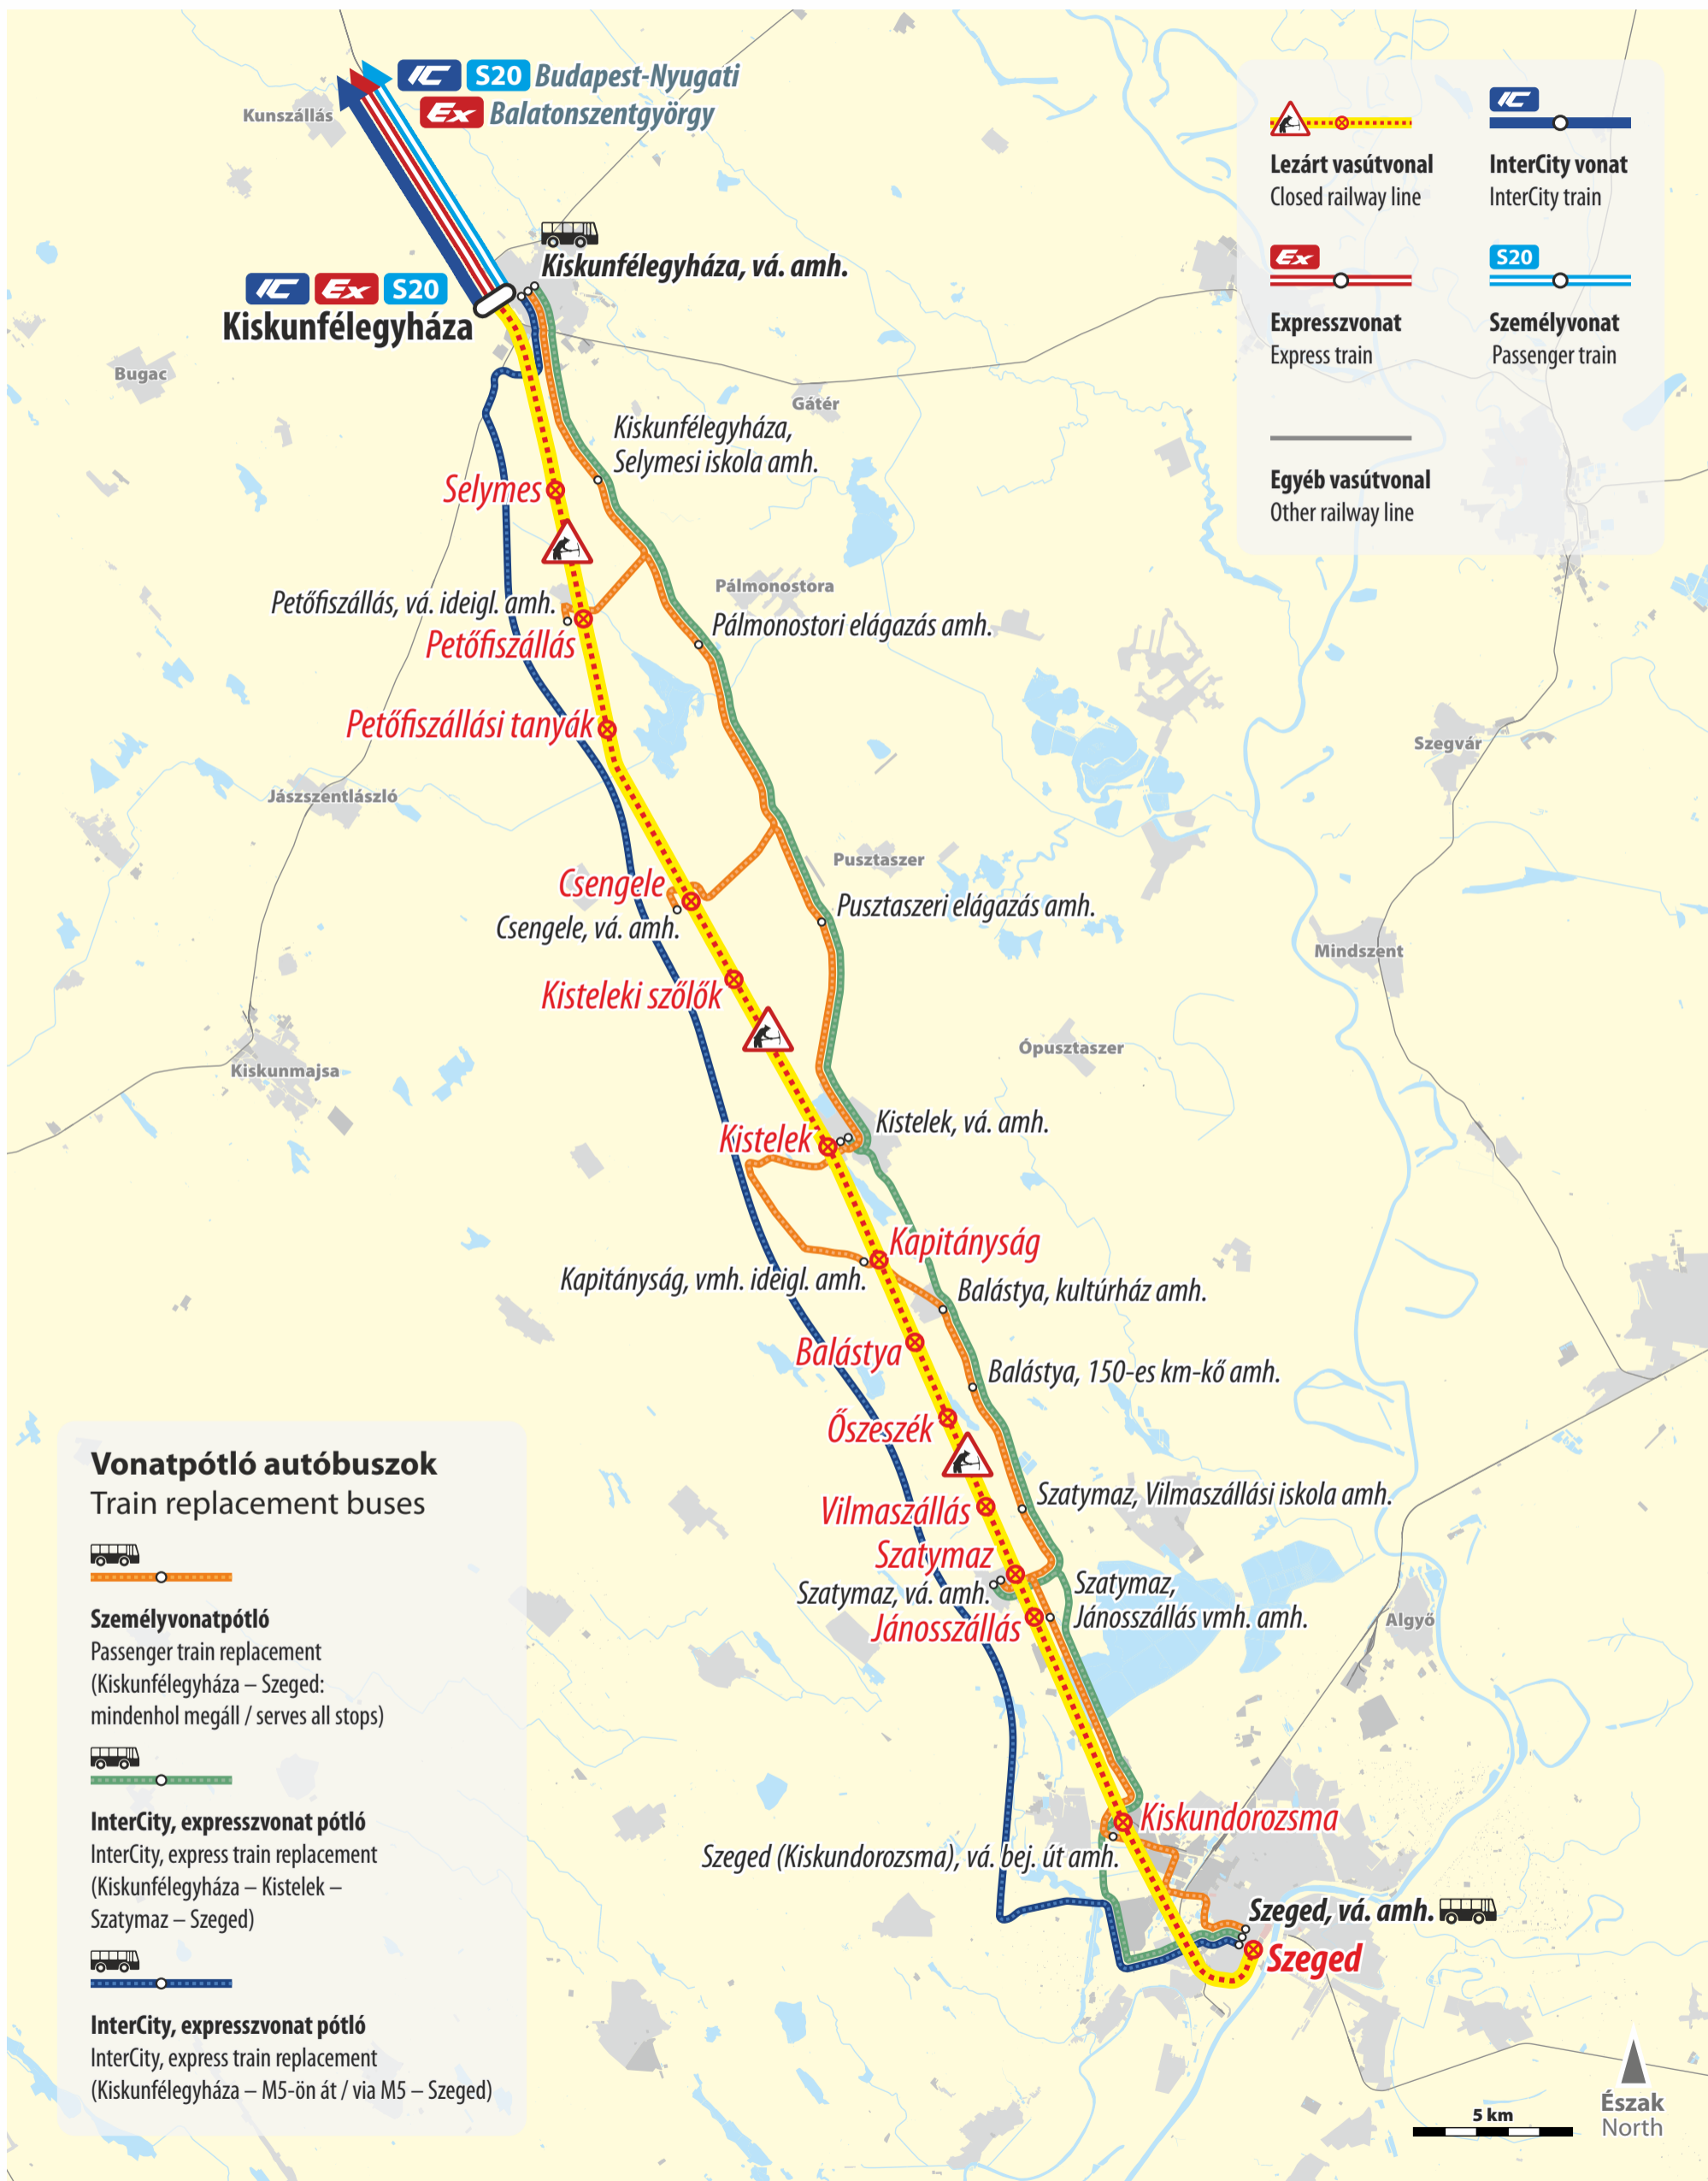 IC S20 Budapest-Nyugati
Ex Balatonszentgyörgy
Kunszállás
Kiskunfélegyháza, vá. amh.
IC Ex S20
Kiskunfélegyháza
Bugac
Gátér
Kiskunfélegyháza,
Selymesi iskola amh.
Selymes
Pálmonostora
Petőfiszállás, vá. ideigl. amh.
Petőfiszállás
Pálmonostori elágazás amh.
Petőfiszállási tanyák
Szegvár
Jászszentlászló
Pusztaszer
Csengele
Csengele, vá. amh.
Pusztaszeri elágazás amh.
Mindszent
Kisteleki szőlők
Ópusztaszer
Kiskunmajsa
Kistelek, vá. amh.
Kistelek
Kapitányság
Kapitányság, vmh. ideigl. amh.
Balástya, kultúrház amh.
Balástya
Balástya, 150-es km-kő amh.
Őszeszék
Szatymaz, Vilmaszállási iskola amh.
Vilmaszállás
Szatymaz
Szatymaz, vá. amh.
Szatymaz,
Jánosszállás vmh. amh.
Jánosszállás
Algyő
Kiskundorozsma
Szeged (Kiskundorozsma), vá. bej. út amh.
Szeged, vá. amh.
Szeged
IC
Lezárt vasútvonal
Closed railway line
InterCity vonat
InterCity train
Ex
S20
Expresszvonat
Express train
Személyvonat
Passenger train
Egyéb vasútvonal
Other railway line
Vonatpótló autóbuszok
Train replacement buses
Személyvonatpótló
Passenger train replacement
(Kiskunfélegyháza – Szeged:
mindenhol megáll / serves all stops)
InterCity, expresszvonat pótló
InterCity, express train replacement
(Kiskunfélegyháza – Kistelek –
Szatymaz – Szeged)
InterCity, expresszvonat pótló
InterCity, express train replacement
(Kiskunfélegyháza – M5-ön át / via M5 – Szeged)
5 km
Észak
North